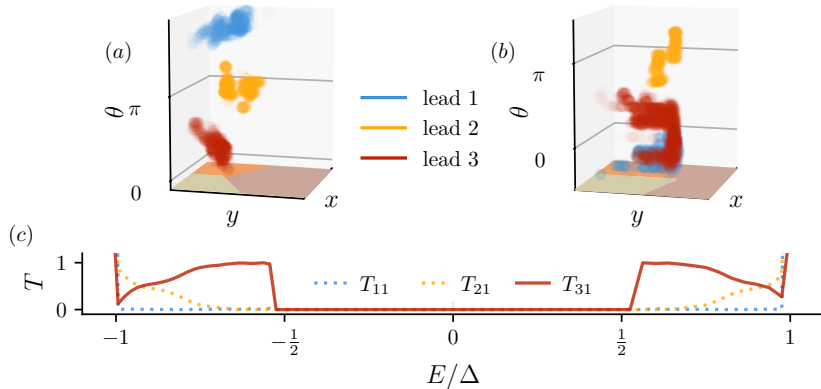 (a)
θ
π
0
y
x
lead 1
lead 2
lead 3
(b)
θ
π
0
y
x
(c)
T
1
0
T₁₁
T₂₁
T₃₁
−1
−1/2
0
1/2
1
E/Δ